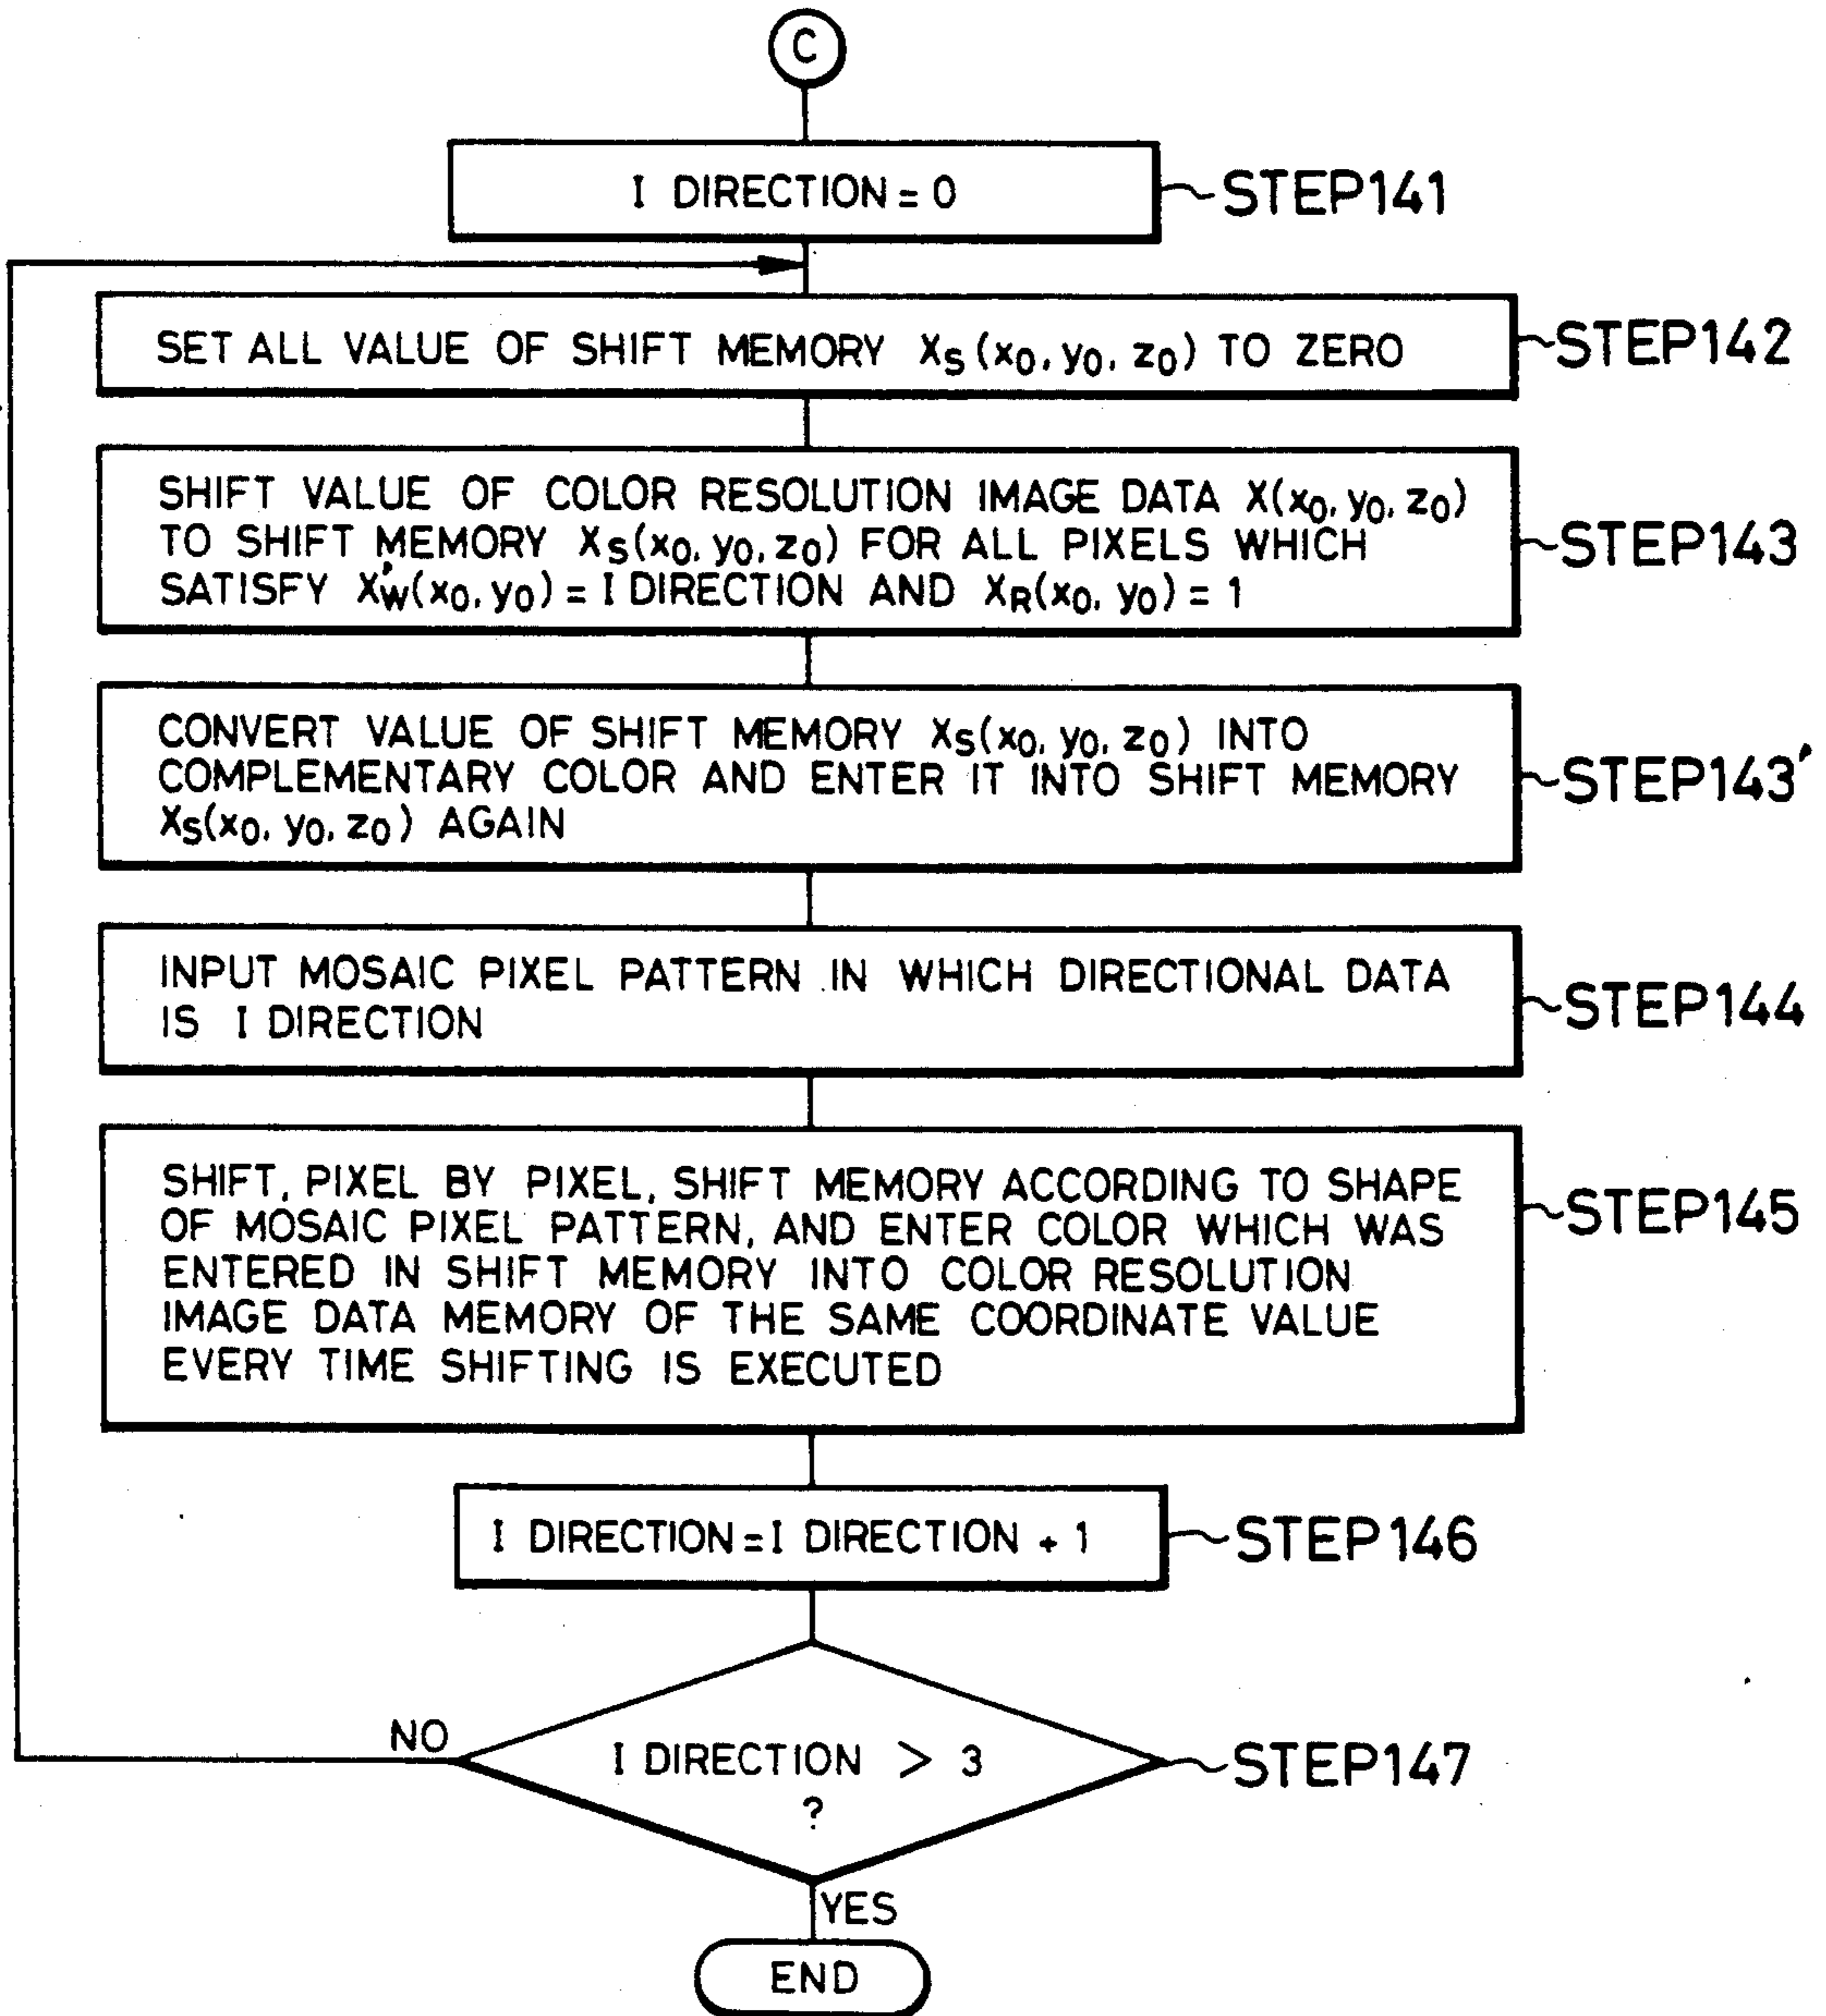 C
I DIRECTION = 0
STEP141
SET ALL VALUE OF SHIFT MEMORY XS(x0, y0, z0) TO ZERO
STEP142
SHIFT VALUE OF COLOR RESOLUTION IMAGE DATA X(x0, y0, z0)
TO SHIFT MEMORY XS(x0, y0, z0) FOR ALL PIXELS WHICH
SATISFY X'W(x0, y0) = I DIRECTION AND XR(x0, y0) = 1
STEP143
CONVERT VALUE OF SHIFT MEMORY XS(x0, y0, z0) INTO
COMPLEMENTARY COLOR AND ENTER IT INTO SHIFT MEMORY
XS(x0, y0, z0) AGAIN
STEP143'
INPUT MOSAIC PIXEL PATTERN IN WHICH DIRECTIONAL DATA
IS I DIRECTION
STEP144
SHIFT, PIXEL BY PIXEL, SHIFT MEMORY ACCORDING TO SHAPE
OF MOSAIC PIXEL PATTERN, AND ENTER COLOR WHICH WAS
ENTERED IN SHIFT MEMORY INTO COLOR RESOLUTION
IMAGE DATA MEMORY OF THE SAME COORDINATE VALUE
EVERY TIME SHIFTING IS EXECUTED
STEP145
I DIRECTION = I DIRECTION + 1
STEP146
NO
I DIRECTION > 3
?
STEP147
YES
END